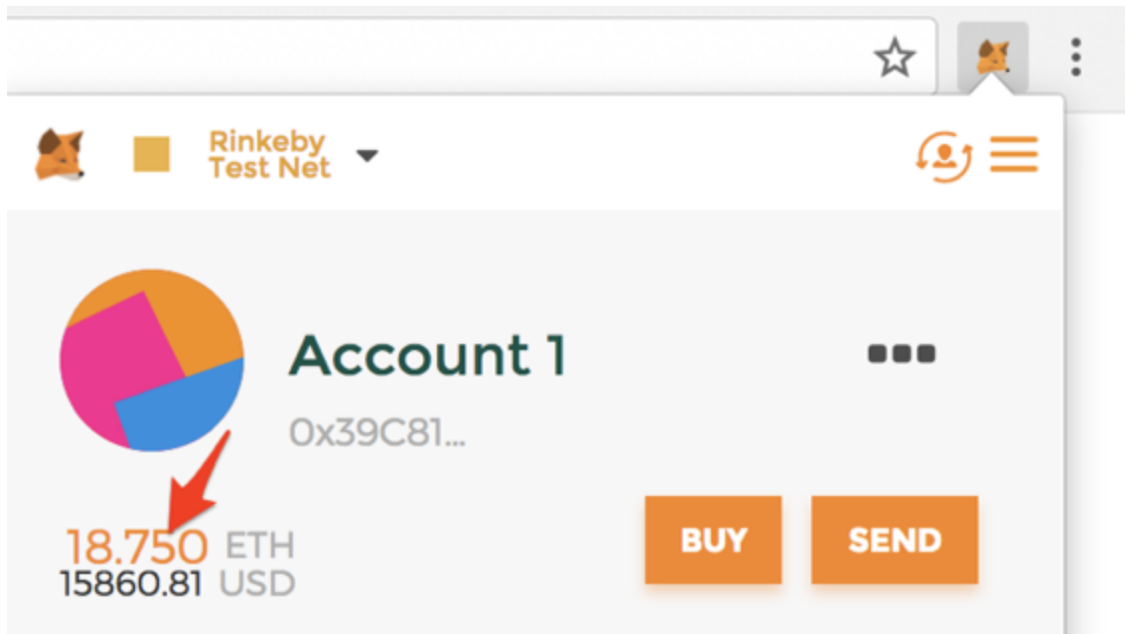 Rinkeby
Test Net
Account 1
0x39C81...
18.750 ETH
15860.81 USD
BUY
SEND